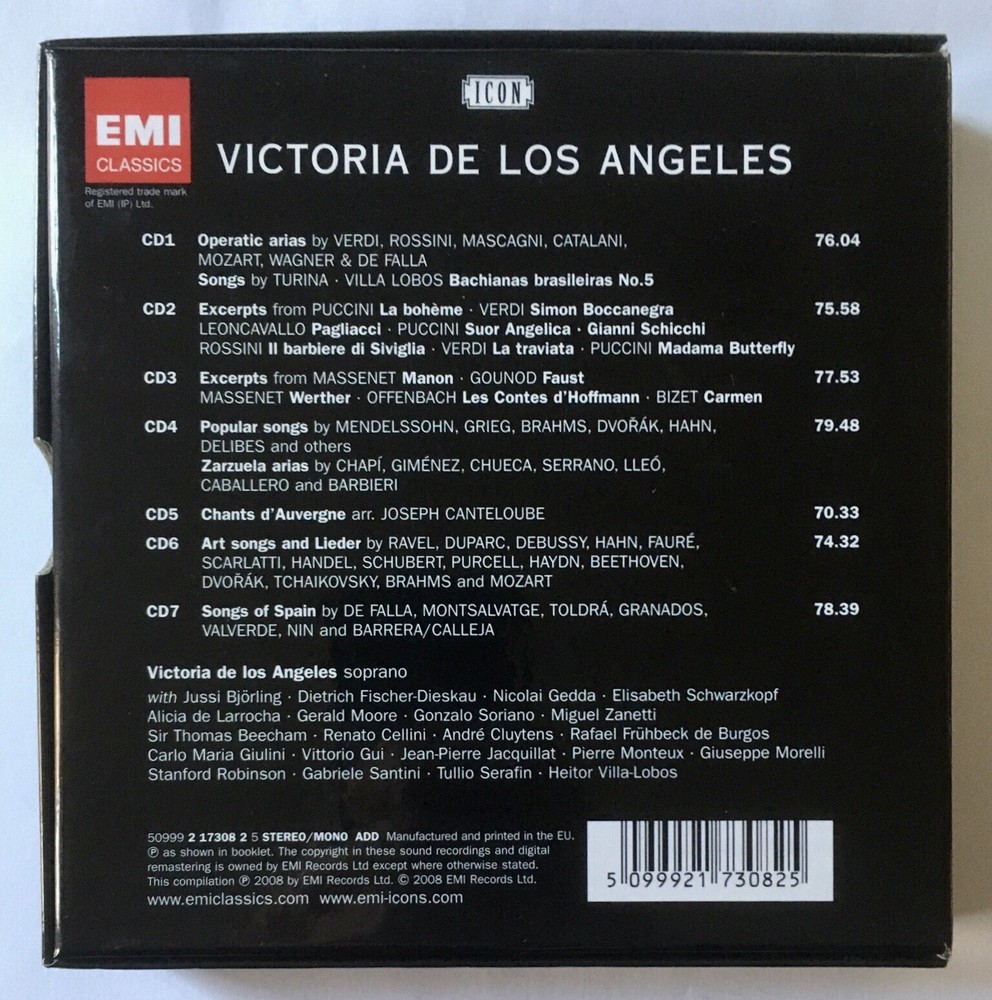 ICON
EMI
CLASSICS
Registered trade mark
of EMI (IP) Ltd.
VICTORIA DE LOS ANGELES
CD1 Operatic arias by VERDI, ROSSINI, MASCAGNI, CATALANI, 76.04
MOZART, WAGNER & DE FALLA
Songs by TURINA · VILLA LOBOS Bachianas brasileiras No.5
CD2 Excerpts from PUCCINI La bohème · VERDI Simon Boccanegra 75.58
LEONCAVALLO Pagliacci · PUCCINI Suor Angelica · Gianni Schicchi
ROSSINI Il barbiere di Siviglia · VERDI La traviata · PUCCINI Madama Butterfly
CD3 Excerpts from MASSENET Manon · GOUNOD Faust 77.53
MASSENET Werther · OFFENBACH Les Contes d'Hoffmann · BIZET Carmen
CD4 Popular songs by MENDELSSOHN, GRIEG, BRAHMS, DVOŘÁK, HAHN, 79.48
DELIBES and others
Zarzuela arias by CHAPÍ, GIMÉNEZ, CHUECA, SERRANO, LLEÓ,
CABALLERO and BARBIERI
CD5 Chants d'Auvergne arr. JOSEPH CANTELOUBE 70.33
CD6 Art songs and Lieder by RAVEL, DUPARC, DEBUSSY, HAHN, FAURÉ, 74.32
SCARLATTI, HANDEL, SCHUBERT, PURCELL, HAYDN, BEETHOVEN,
DVOŘÁK, TCHAIKOVSKY, BRAHMS and MOZART
CD7 Songs of Spain by DE FALLA, MONTSALVATGE, TOLDRÁ, GRANADOS, 78.39
VALVERDE, NIN and BARRERA/CALLEJA
Victoria de los Angeles soprano
with Jussi Björling · Dietrich Fischer-Dieskau · Nicolai Gedda · Elisabeth Schwarzkopf
Alicia de Larrocha · Gerald Moore · Gonzalo Soriano · Miguel Zanetti
Sir Thomas Beecham · Renato Cellini · André Cluytens · Rafael Frühbeck de Burgos
Carlo Maria Giulini · Vittorio Gui · Jean-Pierre Jacquillat · Pierre Monteux · Giuseppe Morelli
Stanford Robinson · Gabriele Santini · Tullio Serafin · Heitor Villa-Lobos
50999 2 17308 2 5 STEREO/MONO ADD Manufactured and printed in the EU.
℗ as shown in booklet. The copyright in these sound recordings and digital
remastering is owned by EMI Records Ltd except where otherwise stated.
This compilation ℗ 2008 by EMI Records Ltd. © 2008 EMI Records Ltd.
www.emiclassics.com www.emi-icons.com
5 099921 730825